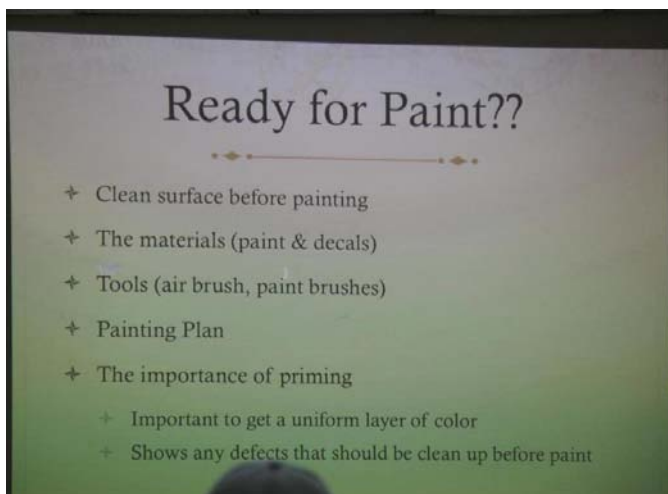 Ready for Paint??
Clean surface before painting
The materials (paint & decals)
Tools (air brush, paint brushes)
Painting Plan
The importance of priming
Important to get a uniform layer of color
Shows any defects that should be clean up before paint